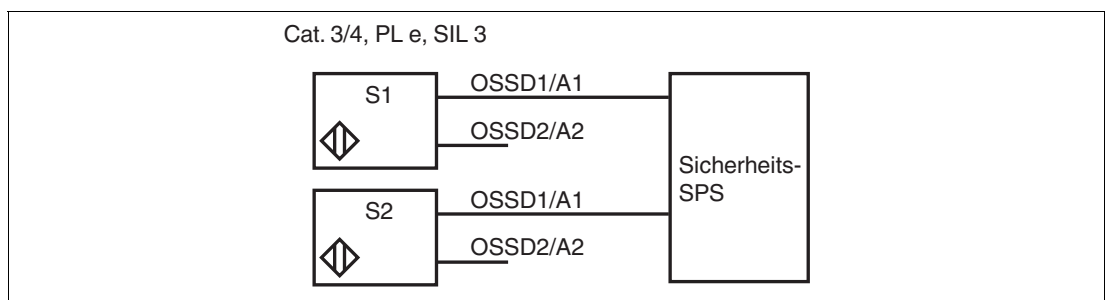 Cat. 3/4, PL e, SIL 3
S1
OSSD1/A1
OSSD2/A2
S2
OSSD1/A1
OSSD2/A2
Sicherheits-
SPS